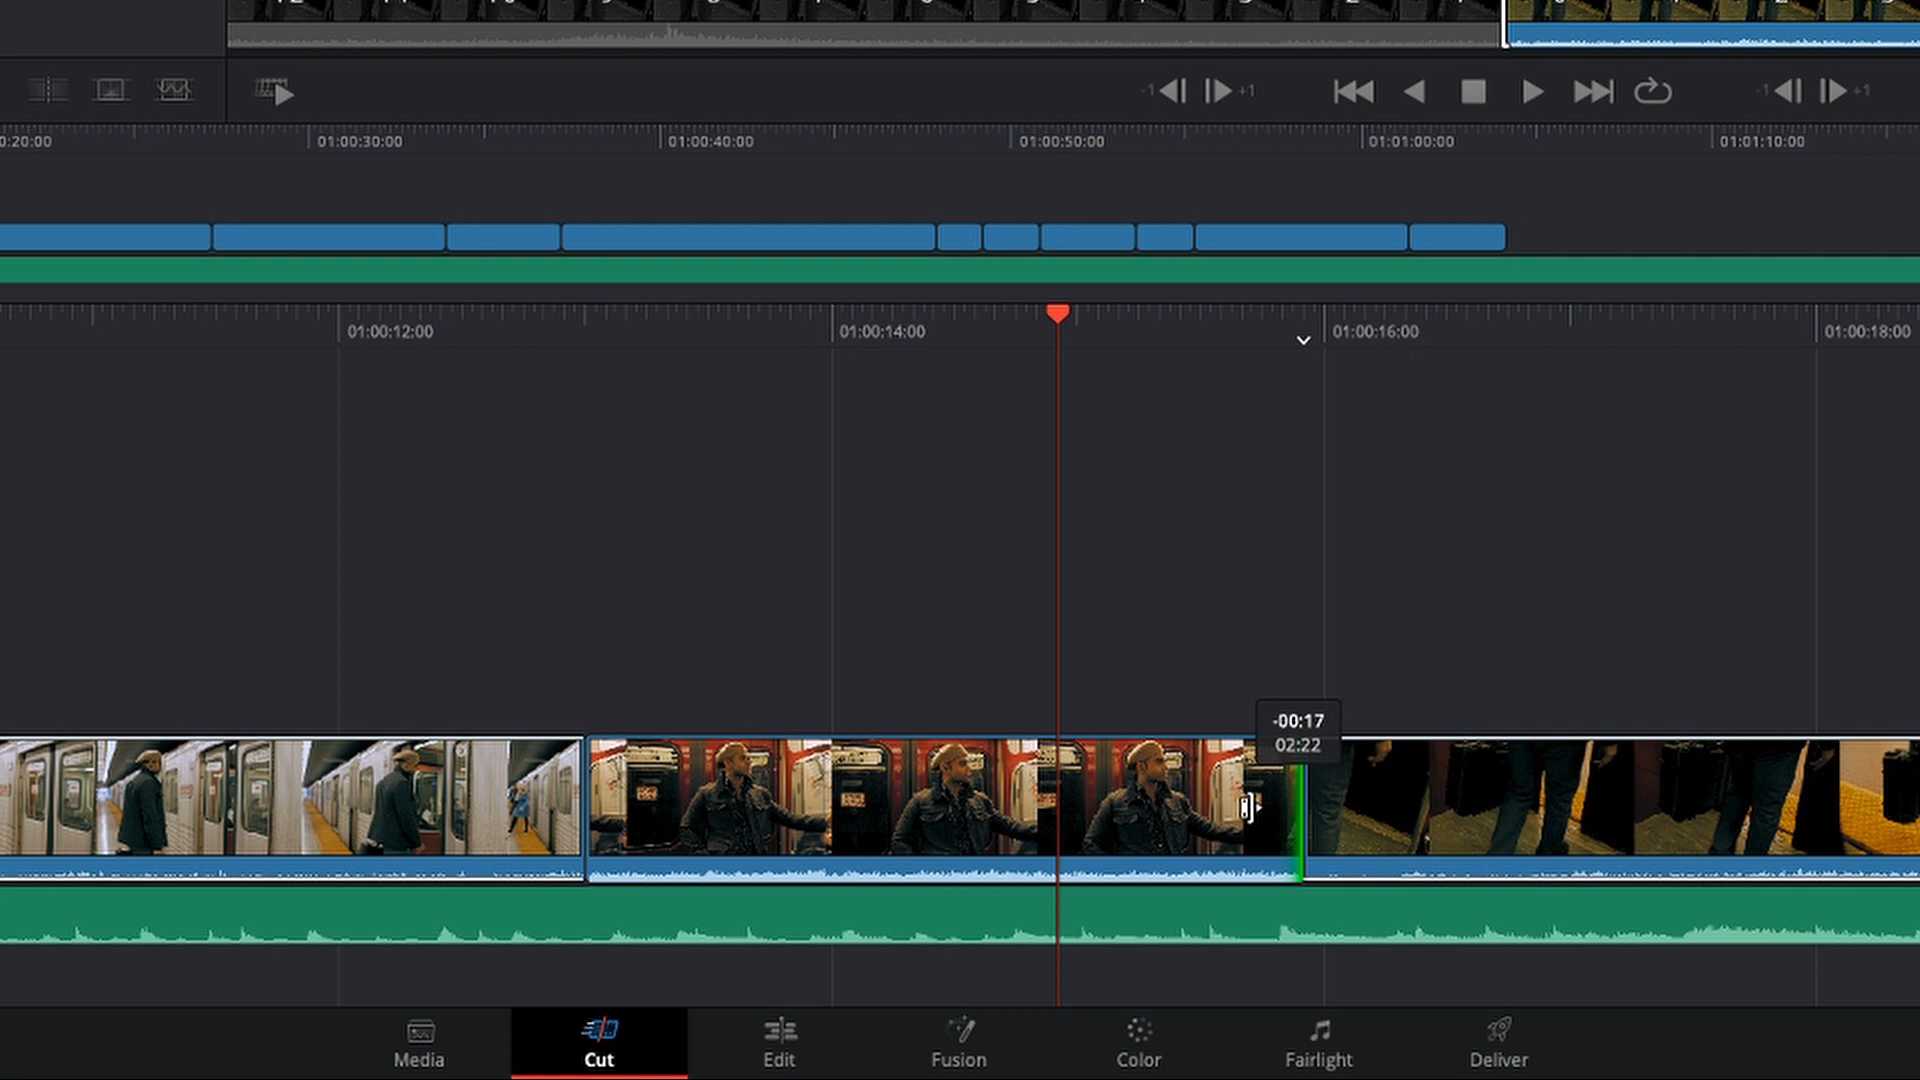 -1
+1
-1
+1
0:20:00
01:00:30:00
01:00:40:00
01:00:50:00
01:01:00:00
01:01:10:00
01:00:12:00
01:00:14:00
01:00:16:00
01:00:18:00
-00:17
02:22
Media
Cut
Edit
Fusion
Color
Fairlight
Deliver